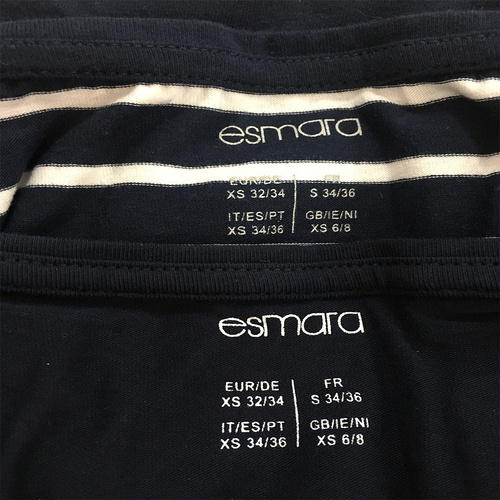 esmara
EUR/DE FR
XS 32/34 S 34/36
IT/ES/PT GB/IE/NI
XS 34/36 XS 6/8
esmara
EUR/DE FR
XS 32/34 S 34/36
IT/ES/PT GB/IE/NI
XS 34/36 XS 6/8